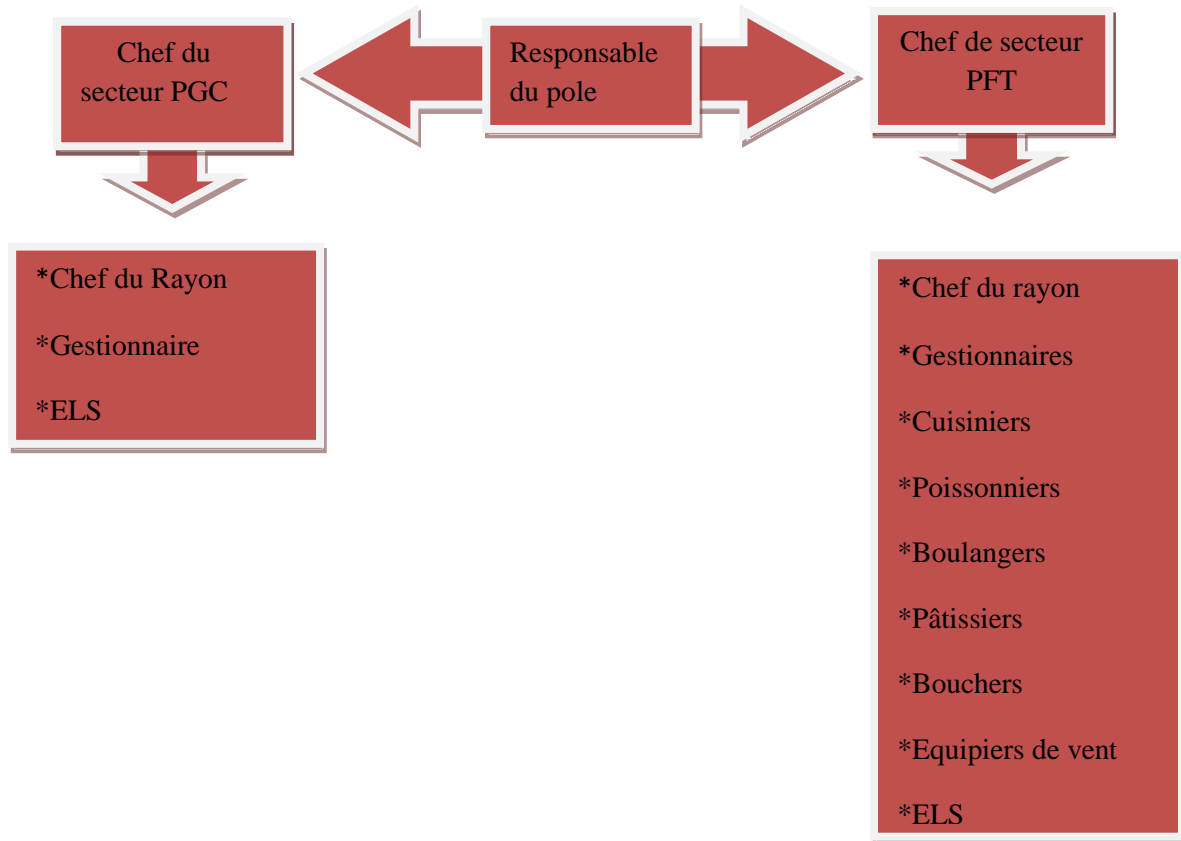 Chef du
secteur PGC
Responsable
du pole
Chef de secteur
PFT
*Chef du Rayon
*Gestionnaire
*ELS
*Chef du rayon
*Gestionnaires
*Cuisiniers
*Poissonniers
*Boulangers
*Pâtissiers
*Bouchers
*Equipiers de vent
*ELS